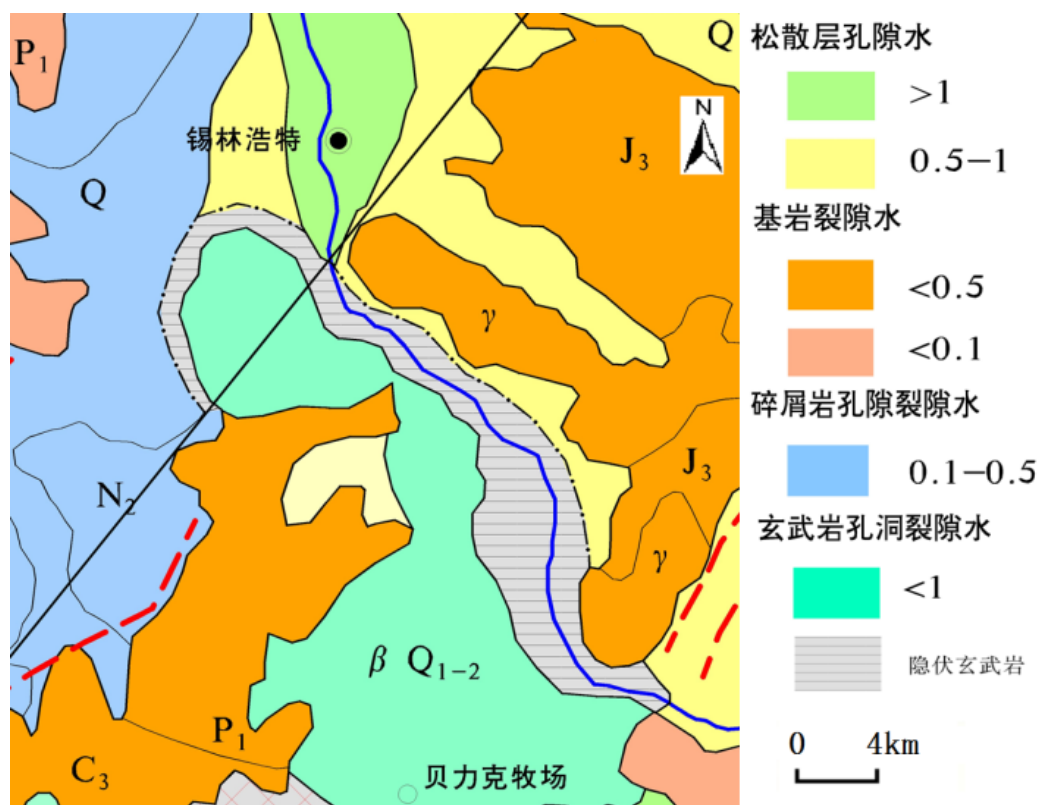 P₁
Q
锡林浩特
Q
N
J₃
γ
J₃
γ
N₂
β Q₁₋₂
P₁
C₃
贝力克牧场
松散层孔隙水
>1
0.5-1
基岩裂隙水
<0.5
<0.1
碎屑岩孔隙裂隙水
0.1-0.5
玄武岩孔洞裂隙水
<1
隐伏玄武岩
0 4km